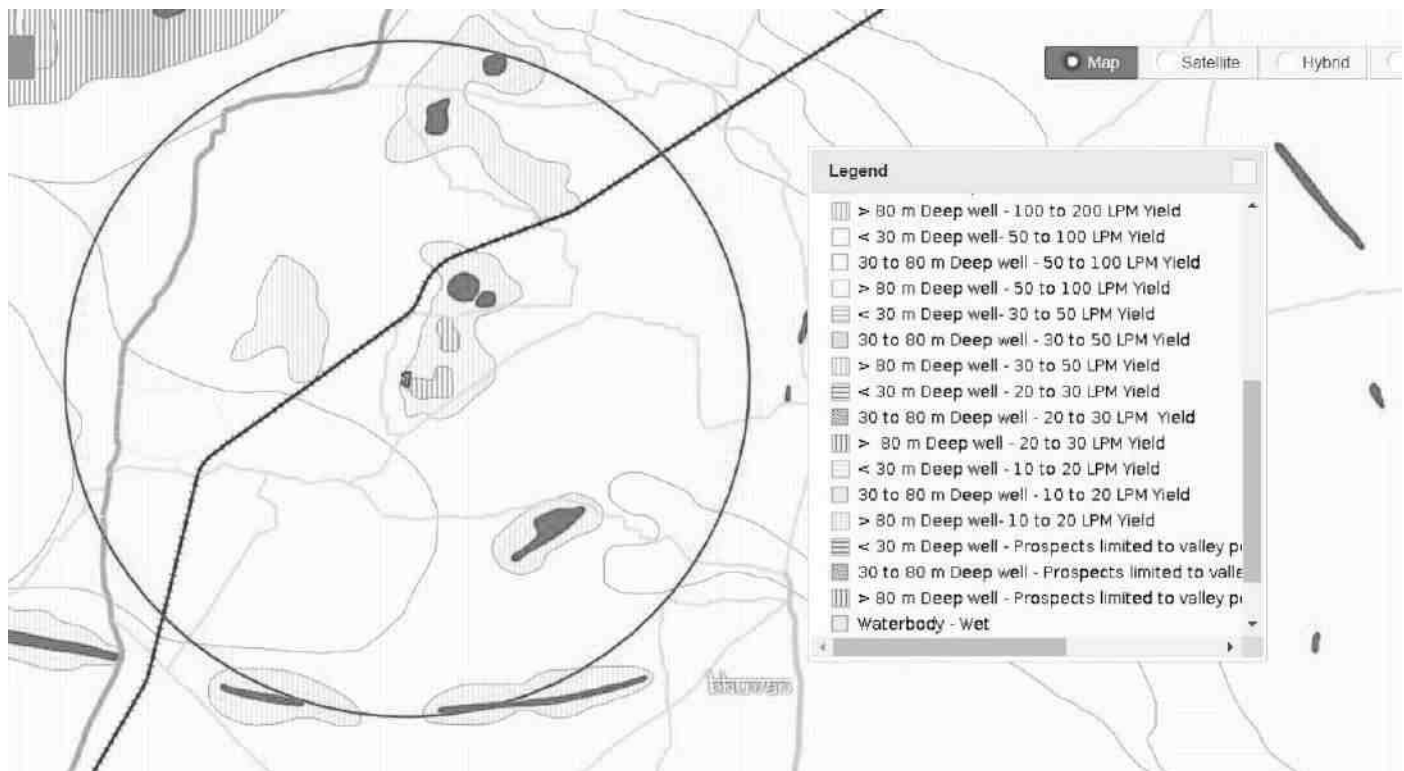 Map
Satellite
Hybrid
Legend
> 80 m Deep well - 100 to 200 LPM Yield
< 30 m Deep well- 50 to 100 LPM Yield
30 to 80 m Deep well - 50 to 100 LPM Yield
> 80 m Deep well - 50 to 100 LPM Yield
< 30 m Deep well- 30 to 50 LPM Yield
30 to 80 m Deep well - 30 to 50 LPM Yield
> 80 m Deep well - 30 to 50 LPM Yield
< 30 m Deep well - 20 to 30 LPM Yield
30 to 80 m Deep well - 20 to 30 LPM Yield
> 80 m Deep well - 20 to 30 LPM Yield
< 30 m Deep well - 10 to 20 LPM Yield
30 to 80 m Deep well - 10 to 20 LPM Yield
> 80 m Deep well- 10 to 20 LPM Yield
< 30 m Deep well - Prospects limited to valley p
30 to 80 m Deep well - Prospects limited to valle
> 80 m Deep well - Prospects limited to valley p
Waterbody - Wet
bhuvan